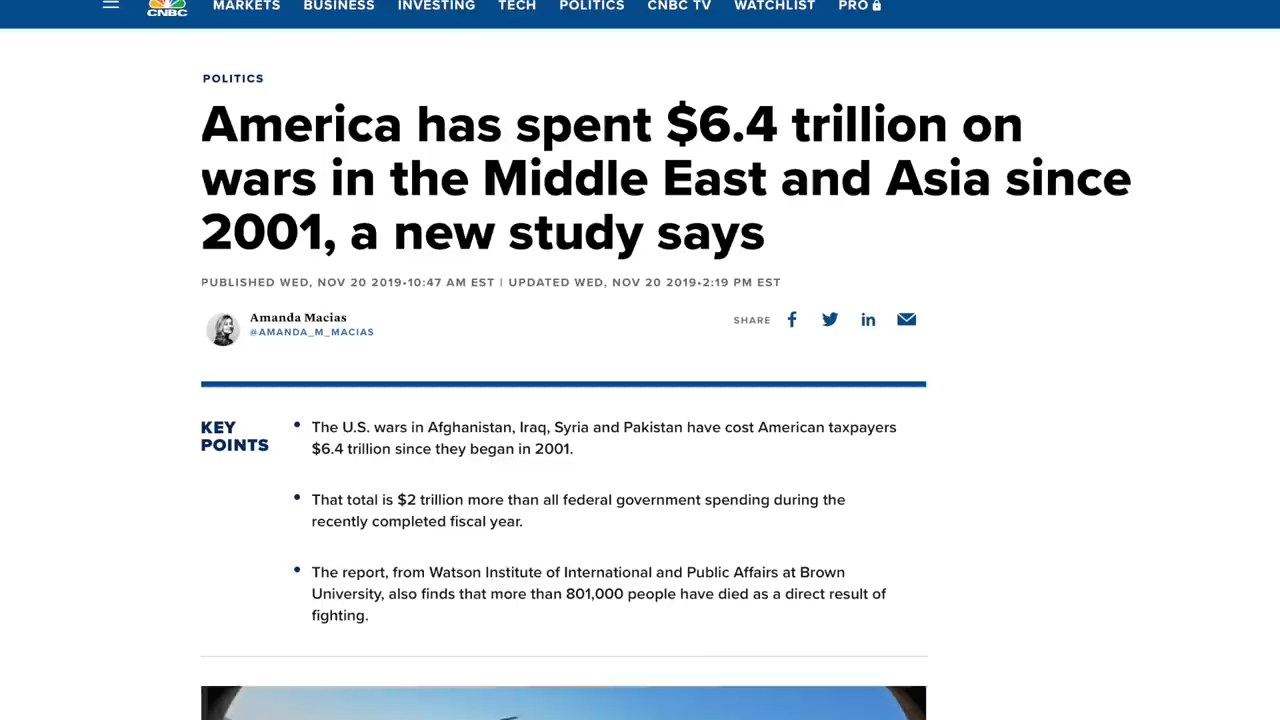 CNBC
MARKETS BUSINESS INVESTING TECH POLITICS CNBC TV WATCHLIST PRO
POLITICS
America has spent $6.4 trillion on
wars in the Middle East and Asia since
2001, a new study says
PUBLISHED WED, NOV 20 2019•10:47 AM EST | UPDATED WED, NOV 20 2019•2:19 PM EST
Amanda Macias
@AMANDA_M_MACIAS
SHARE
KEY
POINTS
• The U.S. wars in Afghanistan, Iraq, Syria and Pakistan have cost American taxpayers
$6.4 trillion since they began in 2001.
• That total is $2 trillion more than all federal government spending during the
recently completed fiscal year.
• The report, from Watson Institute of International and Public Affairs at Brown
University, also finds that more than 801,000 people have died as a direct result of
fighting.